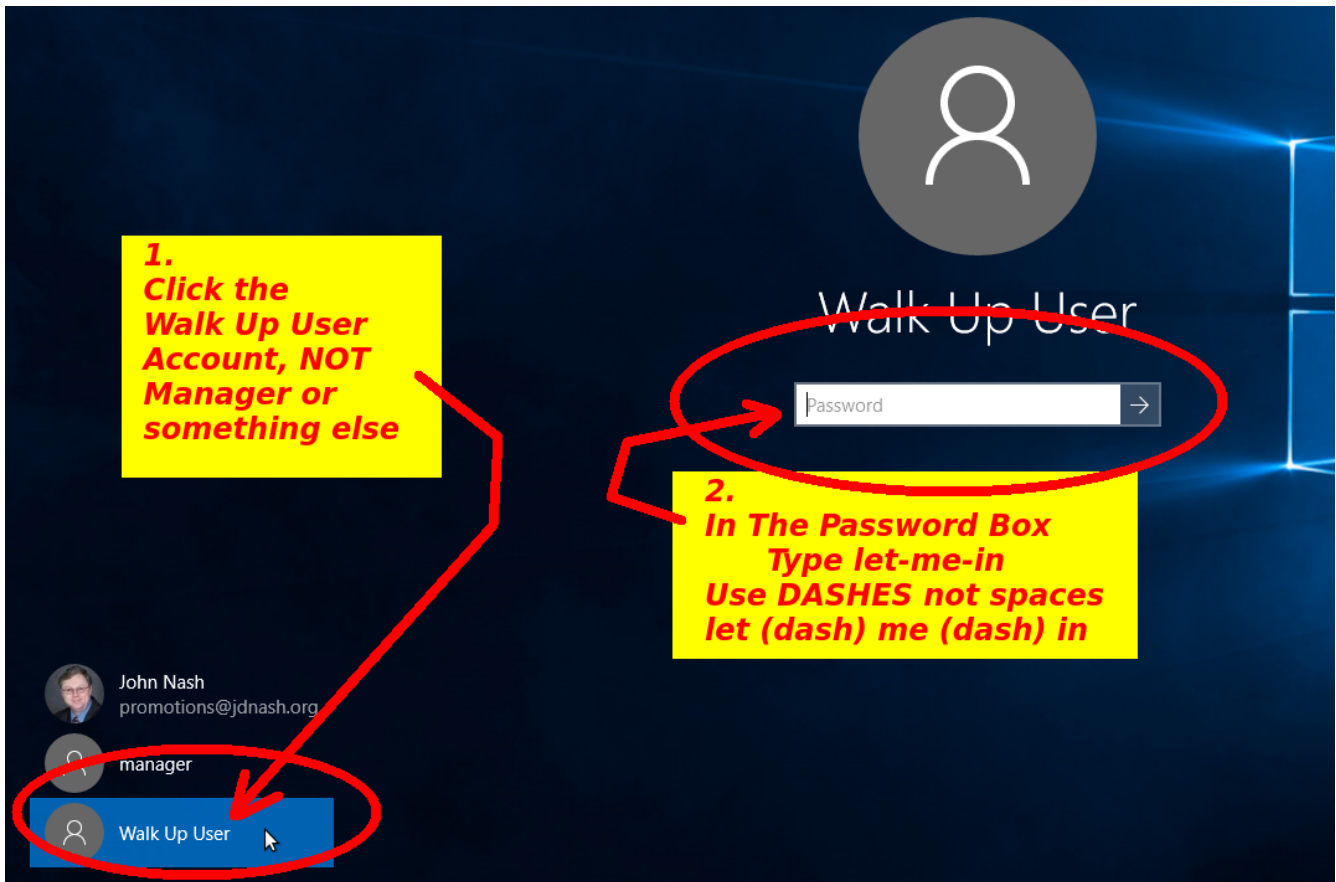 1.
Click the
Walk Up User
Account, NOT
Manager or
something else
Walk Up User
Password
2.
In The Password Box
Type let-me-in
Use DASHES not spaces
let (dash) me (dash) in
John Nash
promotions@jdnash.org
manager
Walk Up User